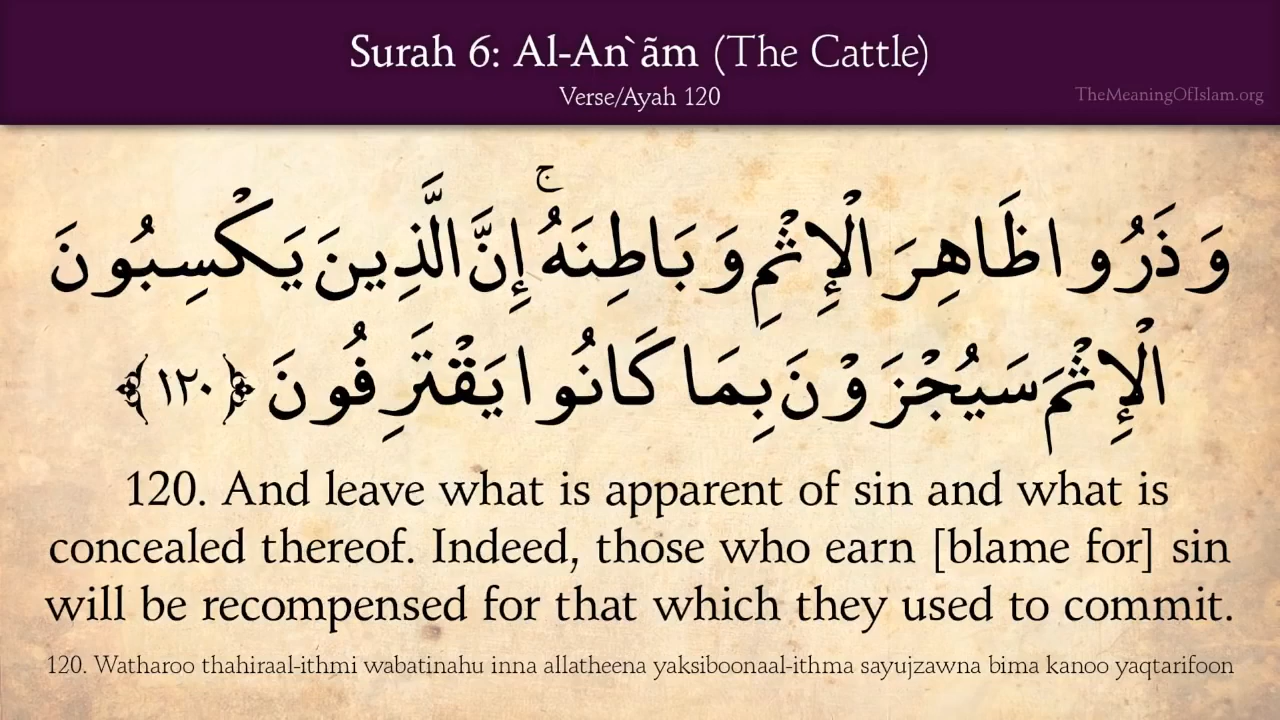 Surah 6: Al-An`ãm (The Cattle)
Verse/Ayah 120
TheMeaningOfIslam.org
وَذَرُوا ظَاهِرَ الْإِثْمِ وَبَاطِنَهُ ۚ إِنَّ الَّذِينَ يَكْسِبُونَ
الْإِثْمَ سَيُجْزَوْنَ بِمَا كَانُوا يَقْتَرِفُونَ ﴿١٢٠﴾
120. And leave what is apparent of sin and what is
concealed thereof. Indeed, those who earn [blame for] sin
will be recompensed for that which they used to commit.
120. Watharoo thahiraal-ithmi wabatinahu inna allatheena yaksiboonaal-ithma sayujzawna bima kanoo yaqtarifoon